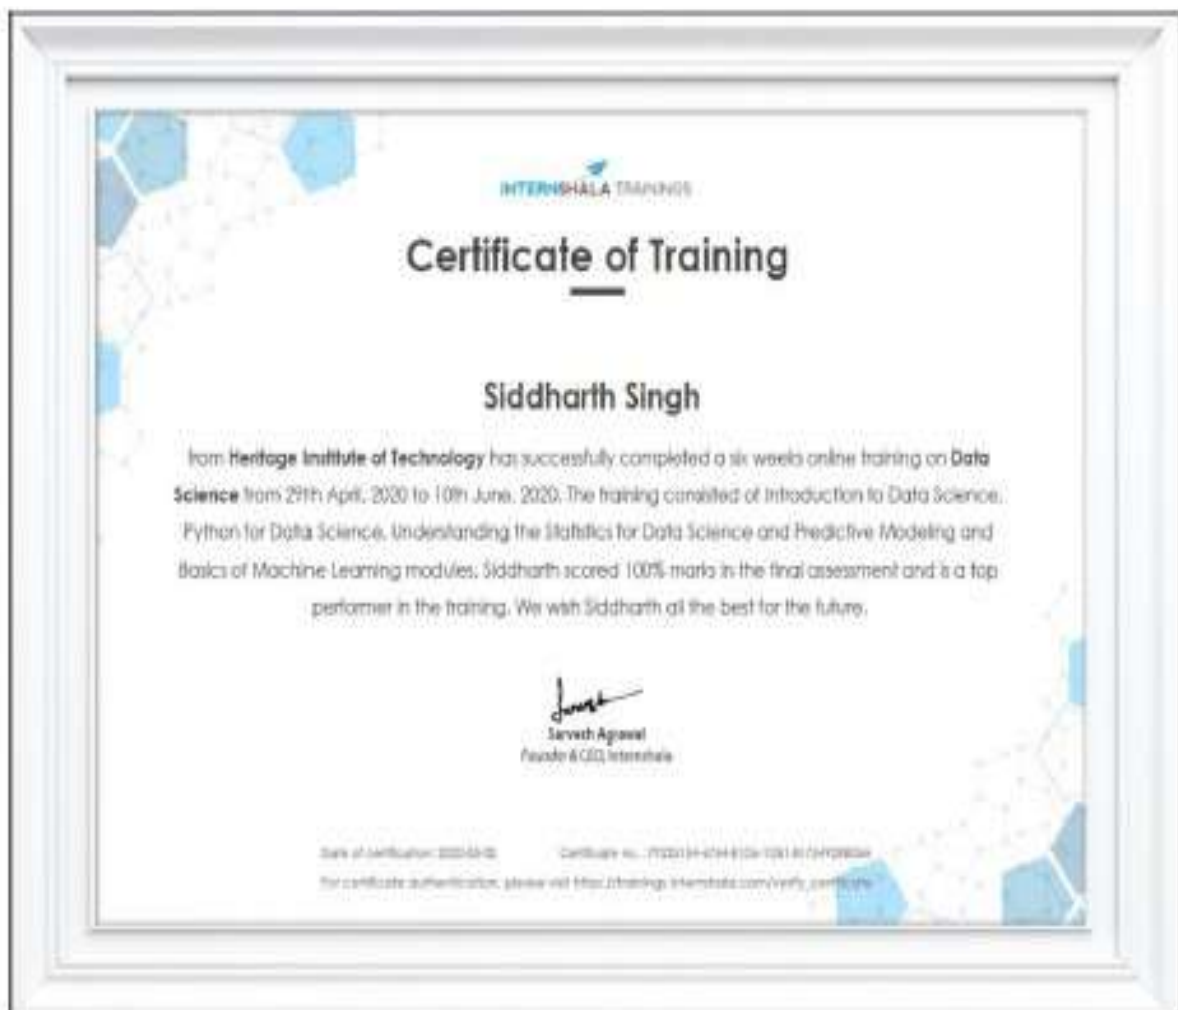 INTERNSHALA TRAININGS
Certificate of Training
Siddharth Singh
from Heritage Institute of Technology has successfully completed a six weeks online training on Data
Science from 29th April, 2020 to 10th June, 2020. The training consisted of Introduction to Data Science,
Python for Data Science, Understanding the Statistics for Data Science and Predictive Modeling and
Basics of Machine Learning modules. Siddharth scored 100% marks in the final assessment and is a top
performer in the training. We wish Siddharth all the best for the future.
Sarvesh Agrawal
Founder & CEO, Internshala
Date of certification: Certificate no. :
For certificate authentication, please visit https://trainings.internshala.com/verify_certificate